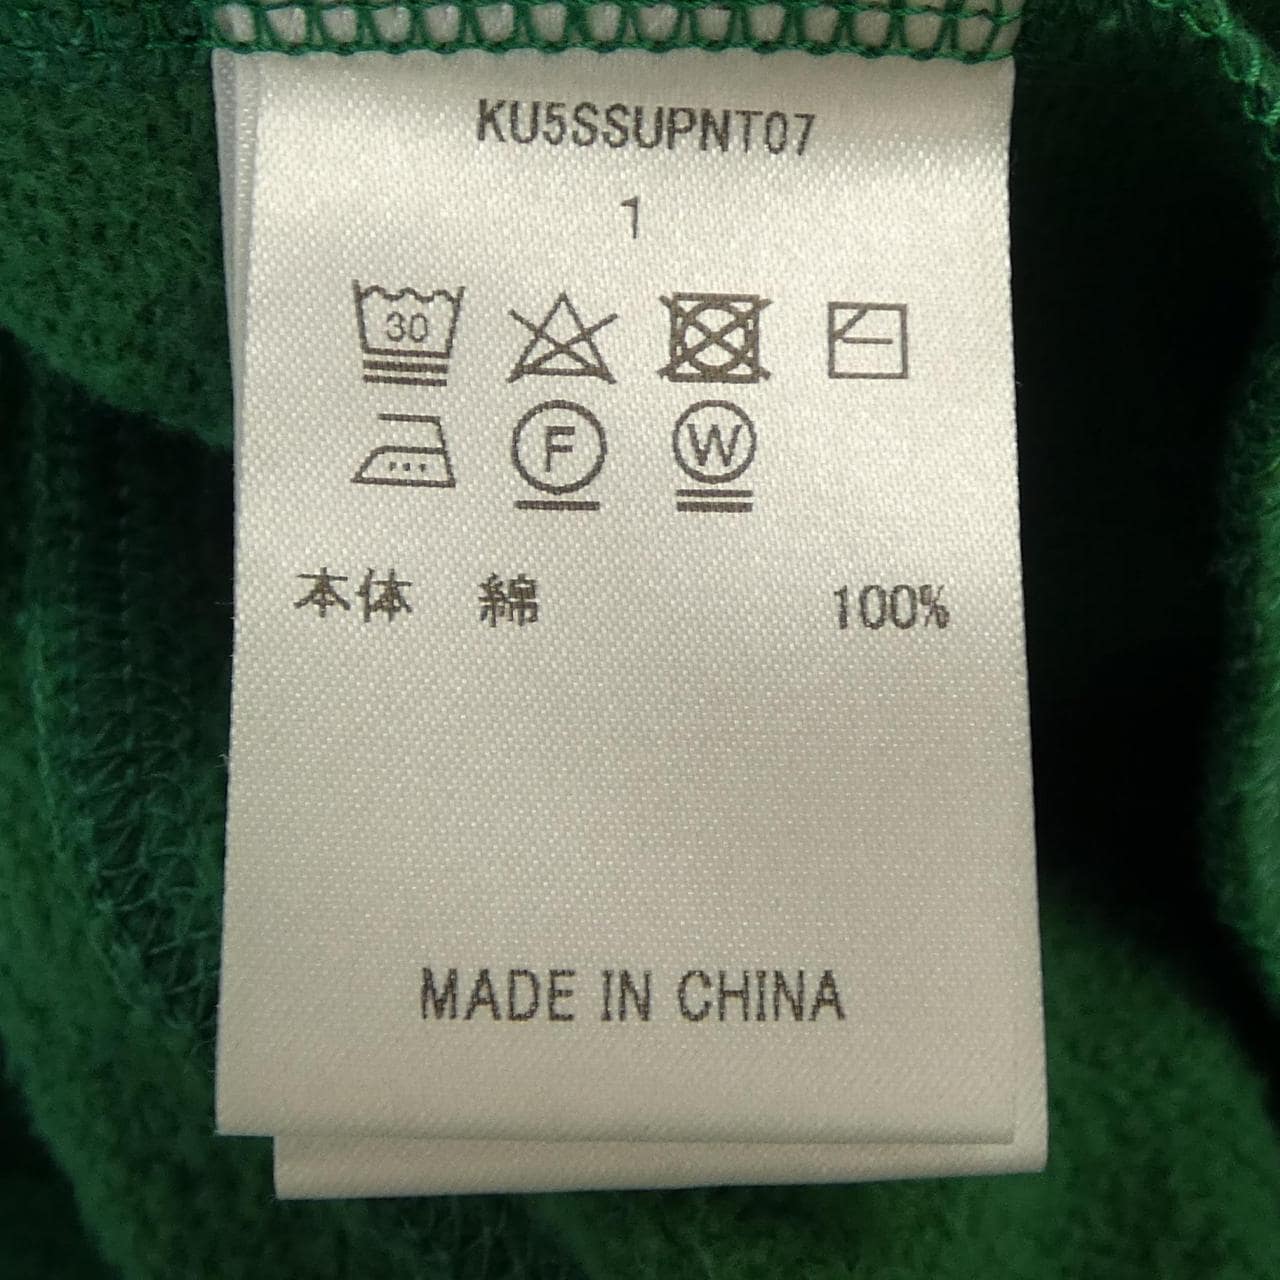 KU5SSUPNT07
1
30
F W
本体 綿 100%
MADE IN CHINA